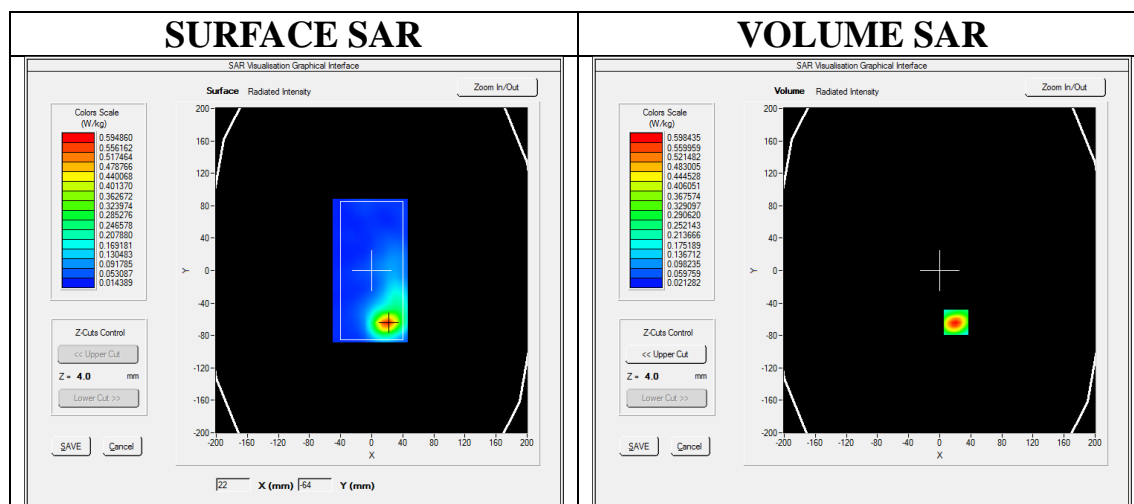 SURFACE SAR
SAR Visualisation Graphical Interface
Surface Radiated Intensity
Zoom In/Out
Colors Scale
(W/kg)
0.594860
0.556162
0.517464
0.478766
0.440068
0.401370
0.362672
0.323974
0.285276
0.246578
0.207880
0.169181
0.130483
0.091785
0.053087
0.014389
Z-Cuts Control
<< Upper Cut
Z = 4.0 mm
Lower Cut >>
SAVE Cancel
200
160
120
80
40
0
-40
-80
-120
-160
-200
Y
-200 -160 -120 -80 -40 0 40 80 120 160 200
X
22 X (mm) -64 Y (mm)
VOLUME SAR
SAR Visualisation Graphical Interface
Volume Radiated Intensity
Zoom In/Out
Colors Scale
(W/kg)
0.598435
0.559959
0.521482
0.483005
0.444528
0.406051
0.367574
0.329097
0.290620
0.252143
0.213666
0.175189
0.136712
0.098235
0.059759
0.021282
Z-Cuts Control
<< Upper Cut
Z = 4.0 mm
Lower Cut >>
SAVE Cancel
200
160
120
80
40
0
-40
-80
-120
-160
-200
Y
-200 -160 -120 -80 -40 0 40 80 120 160 200
X